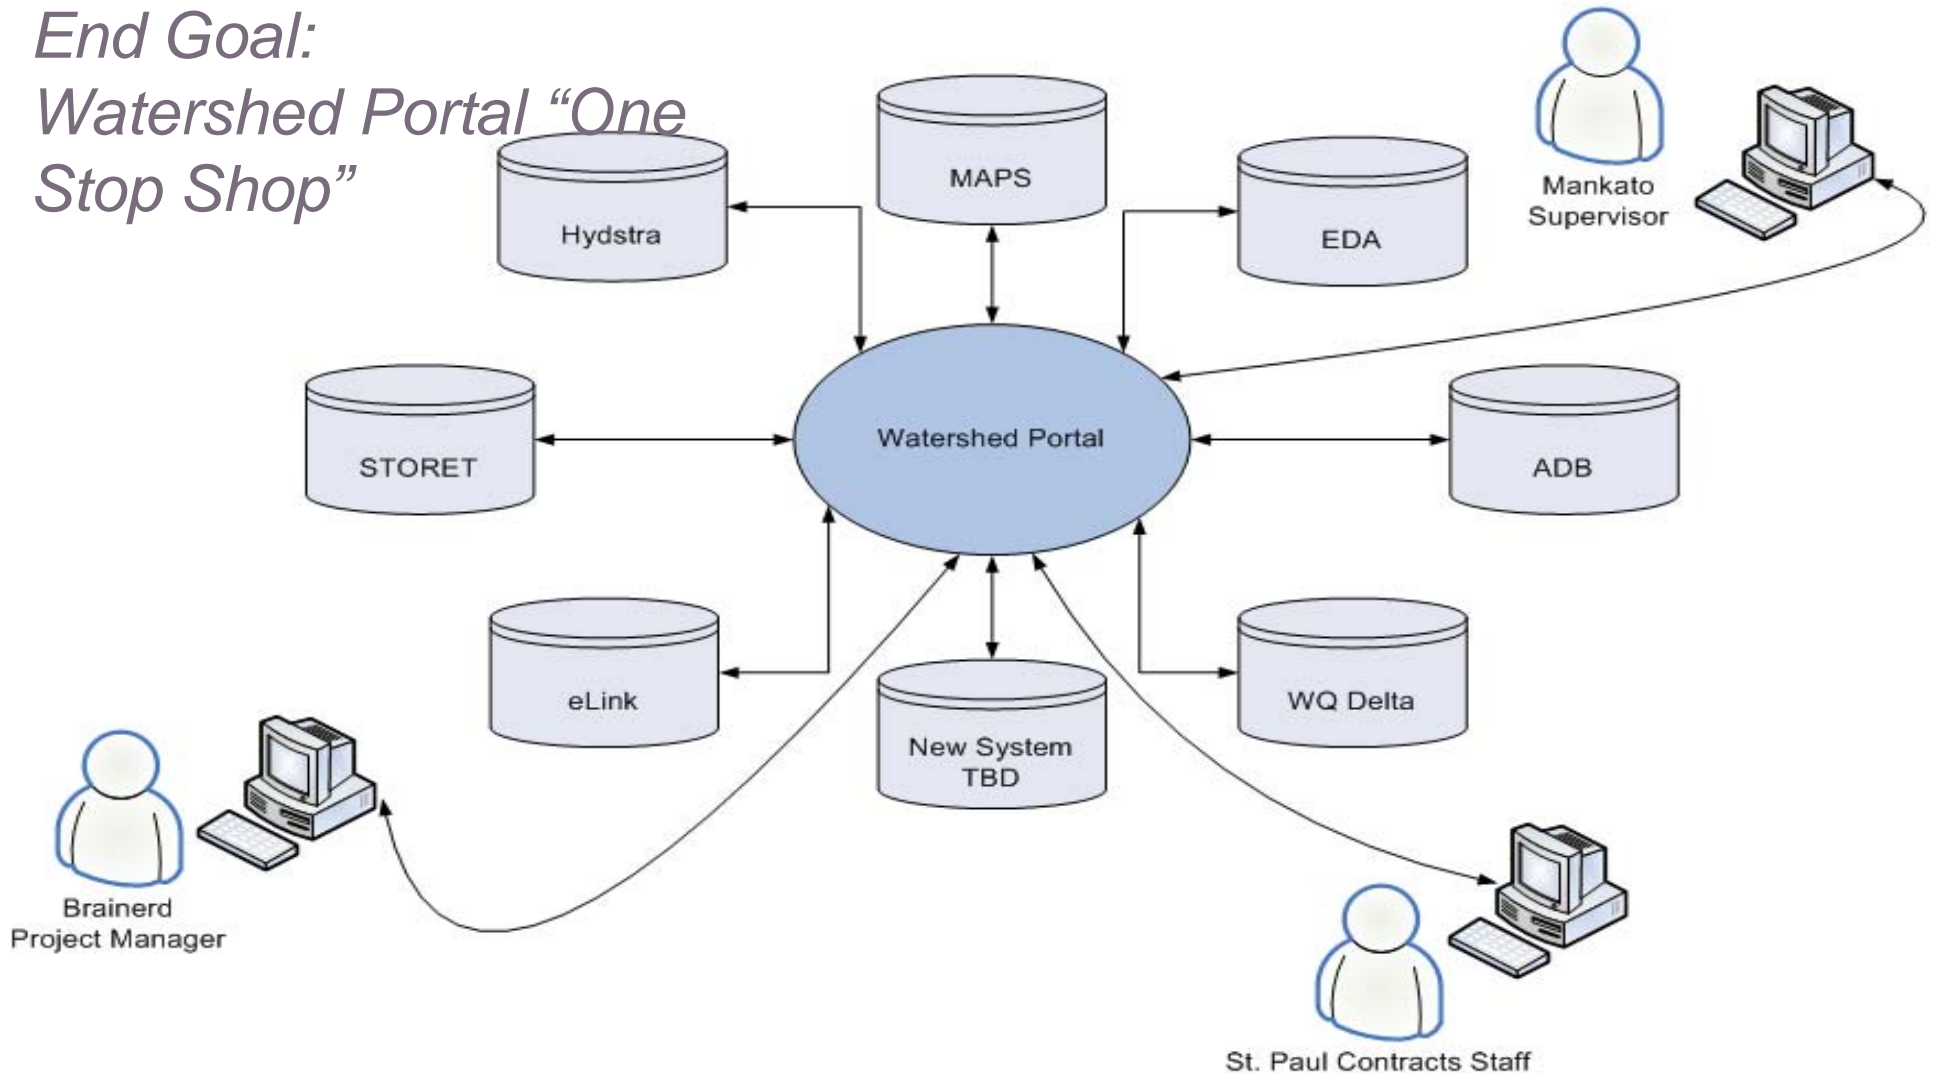 End Goal:
Watershed Portal “One
Stop Shop”
MAPS
Hydstra
EDA
Mankato
Supervisor
STORET
Watershed Portal
ADB
eLink
New System
TBD
WQ Delta
Brainerd
Project Manager
St. Paul Contracts Staff